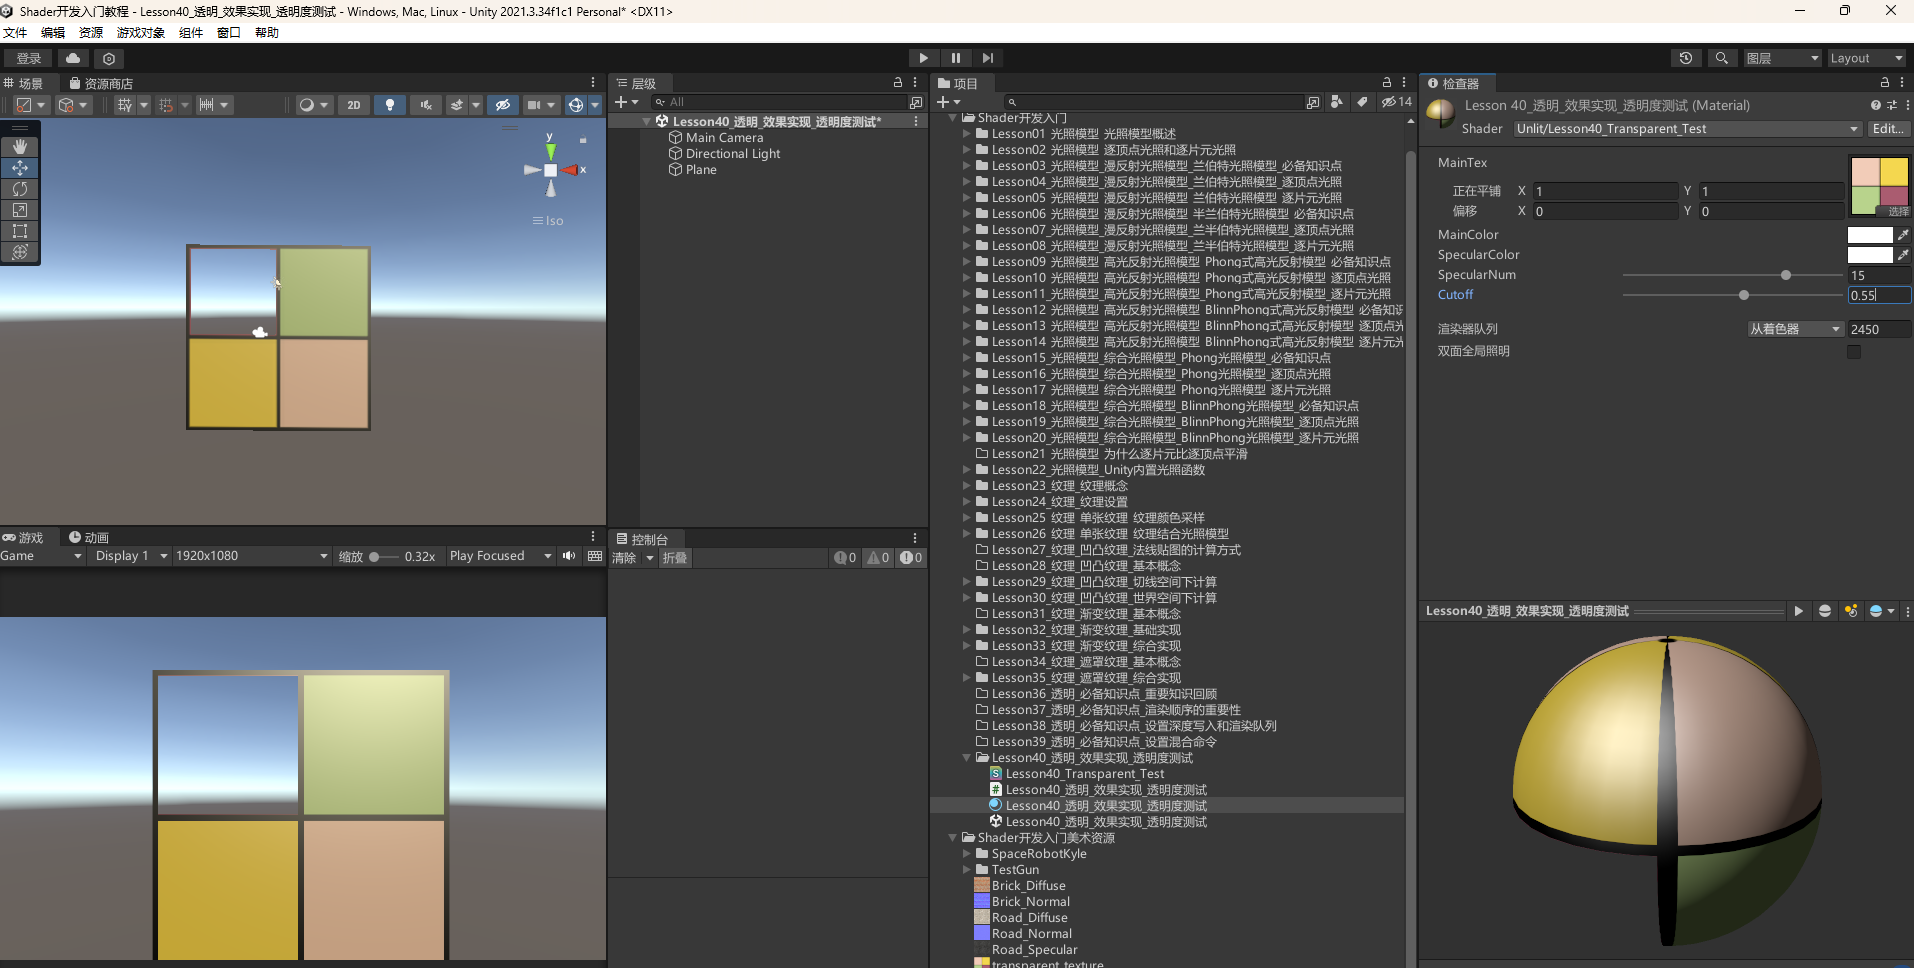 Shader开发入门教程 - Lesson40_透明_效果实现_透明度测试 - Windows, Mac, Linux - Unity 2021.3.34f1c1 Personal* <DX11>
文件 编辑 资源 游戏对象 组件 窗口 帮助
登录
图层 Layout
场景 资源商店
2D
y
x
Iso
层级
All
Lesson40_透明_效果实现_透明度测试*
Main Camera
Directional Light
Plane
游戏 动画
Game Display 1 1920x1080 缩放 0.32x Play Focused
控制台
清除 折叠 0 0 0
项目
14
Shader开发入门
Lesson01_光照模型_光照模型概述
Lesson02_光照模型_逐顶点光照和逐片元光照
Lesson03_光照模型_漫反射光照模型_兰伯特光照模型_必备知识点
Lesson04_光照模型_漫反射光照模型_兰伯特光照模型_逐顶点光照
Lesson05_光照模型_漫反射光照模型_兰伯特光照模型_逐片元光照
Lesson06_光照模型_漫反射光照模型_半兰伯特光照模型_必备知识点
Lesson07_光照模型_漫反射光照模型_兰半伯特光照模型_逐顶点光照
Lesson08_光照模型_漫反射光照模型_兰半伯特光照模型_逐片元光照
Lesson09_光照模型_高光反射光照模型_Phong式高光反射模型_必备知识点
Lesson10_光照模型_高光反射光照模型_Phong式高光反射模型_逐顶点光照
Lesson11_光照模型_高光反射光照模型_Phong式高光反射模型_逐片元光照
Lesson12_光照模型_高光反射光照模型_BlinnPhong式高光反射模型_必备知识
Lesson13_光照模型_高光反射光照模型_BlinnPhong式高光反射模型_逐顶点光
Lesson14_光照模型_高光反射光照模型_BlinnPhong式高光反射模型_逐片元光
Lesson15_光照模型_综合光照模型_Phong光照模型_必备知识点
Lesson16_光照模型_综合光照模型_Phong光照模型_逐顶点光照
Lesson17_光照模型_综合光照模型_Phong光照模型_逐片元光照
Lesson18_光照模型_综合光照模型_BlinnPhong光照模型_必备知识点
Lesson19_光照模型_综合光照模型_BlinnPhong光照模型_逐顶点光照
Lesson20_光照模型_综合光照模型_BlinnPhong光照模型_逐片元光照
Lesson21_光照模型_为什么逐片元比逐顶点平滑
Lesson22_光照模型_Unity内置光照函数
Lesson23_纹理_纹理概念
Lesson24_纹理_纹理设置
Lesson25_纹理_单张纹理_纹理颜色采样
Lesson26_纹理_单张纹理_纹理结合光照模型
Lesson27_纹理_凹凸纹理_法线贴图的计算方式
Lesson28_纹理_凹凸纹理_基本概念
Lesson29_纹理_凹凸纹理_切线空间下计算
Lesson30_纹理_凹凸纹理_世界空间下计算
Lesson31_纹理_渐变纹理_基本概念
Lesson32_纹理_渐变纹理_基础实现
Lesson33_纹理_渐变纹理_综合实现
Lesson34_纹理_遮罩纹理_基本概念
Lesson35_纹理_遮罩纹理_综合实现
Lesson36_透明_必备知识点_重要知识回顾
Lesson37_透明_必备知识点_渲染顺序的重要性
Lesson38_透明_必备知识点_设置深度写入和渲染队列
Lesson39_透明_必备知识点_设置混合命令
Lesson40_透明_效果实现_透明度测试
Lesson40_Transparent_Test
Lesson40_透明_效果实现_透明度测试
Lesson40_透明_效果实现_透明度测试
Lesson40_透明_效果实现_透明度测试
Shader开发入门美术资源
SpaceRobotKyle
TestGun
Brick_Diffuse
Brick_Normal
Road_Diffuse
Road_Normal
Road_Specular
transparent_texture
检查器
Lesson 40_透明_效果实现_透明度测试 (Material)
Shader Unlit/Lesson40_Transparent_Test Edit...
MainTex
正在平铺 X 1 Y 1
偏移 X 0 Y 0
选择
MainColor
SpecularColor
SpecularNum 15
Cutoff 0.55
渲染器队列 从着色器 2450
双面全局照明
Lesson40_透明_效果实现_透明度测试